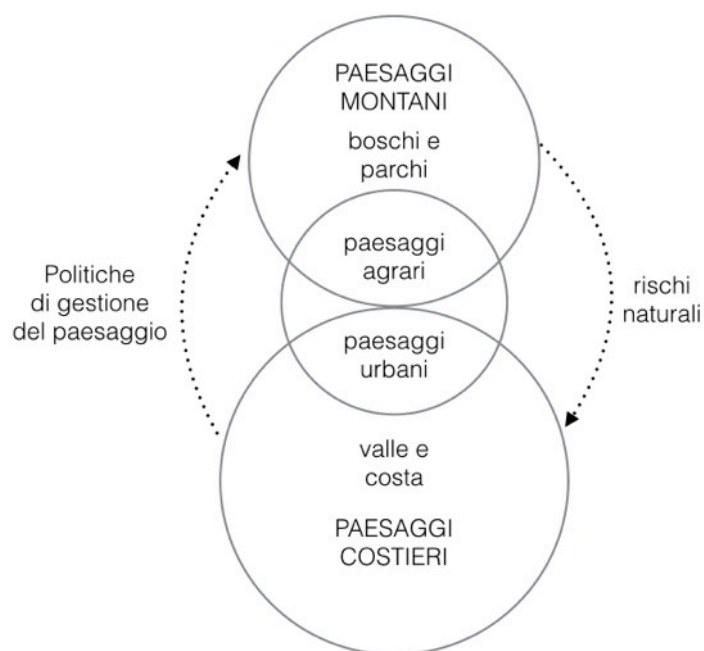 PAESAGGI
MONTANI
boschi e
parchi
paesaggi
agrari
Politiche
di gestione
del paesaggio
rischi
naturali
paesaggi
urbani
valle e
costa
PAESAGGI
COSTIERI